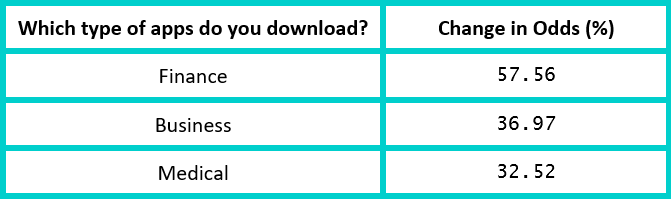 Which type of apps do you download? Change in Odds (%)
Finance 57.56
Business 36.97
Medical 32.52